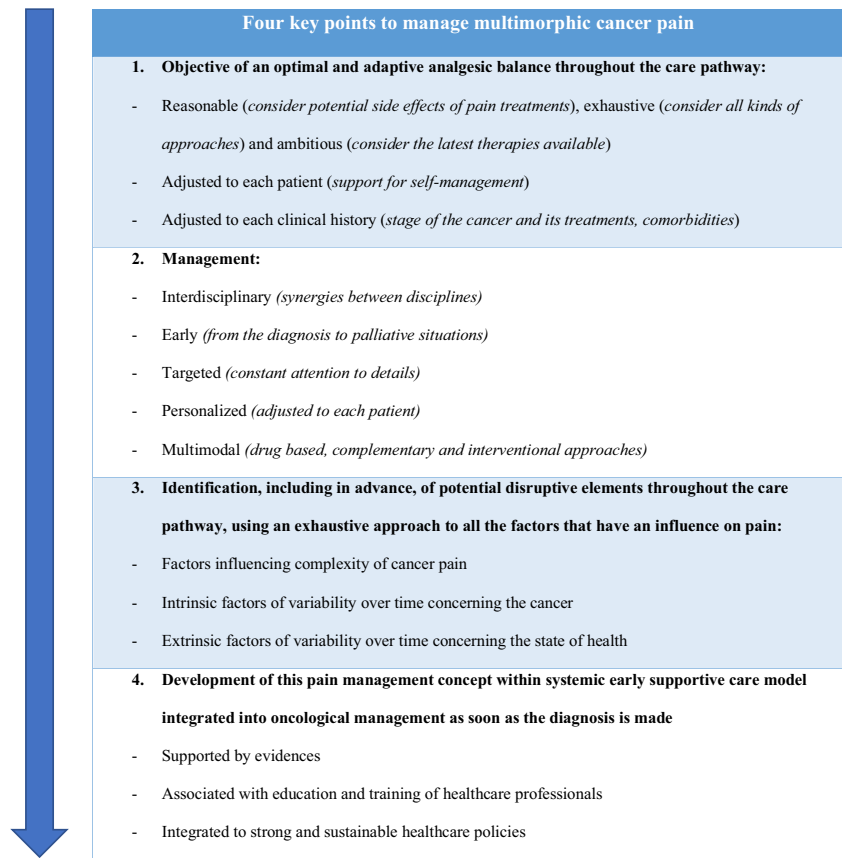 Four key points to manage multimorphic cancer pain
1. Objective of an optimal and adaptive analgesic balance throughout the care pathway:
- Reasonable (consider potential side effects of pain treatments), exhaustive (consider all kinds of
approaches) and ambitious (consider the latest therapies available)
- Adjusted to each patient (support for self-management)
- Adjusted to each clinical history (stage of the cancer and its treatments, comorbidities)
2. Management:
- Interdisciplinary (synergies between disciplines)
- Early (from the diagnosis to palliative situations)
- Targeted (constant attention to details)
- Personalized (adjusted to each patient)
- Multimodal (drug based, complementary and interventional approaches)
3. Identification, including in advance, of potential disruptive elements throughout the care
pathway, using an exhaustive approach to all the factors that have an influence on pain:
- Factors influencing complexity of cancer pain
- Intrinsic factors of variability over time concerning the cancer
- Extrinsic factors of variability over time concerning the state of health
4. Development of this pain management concept within systemic early supportive care model
integrated into oncological management as soon as the diagnosis is made
- Supported by evidences
- Associated with education and training of healthcare professionals
- Integrated to strong and sustainable healthcare policies